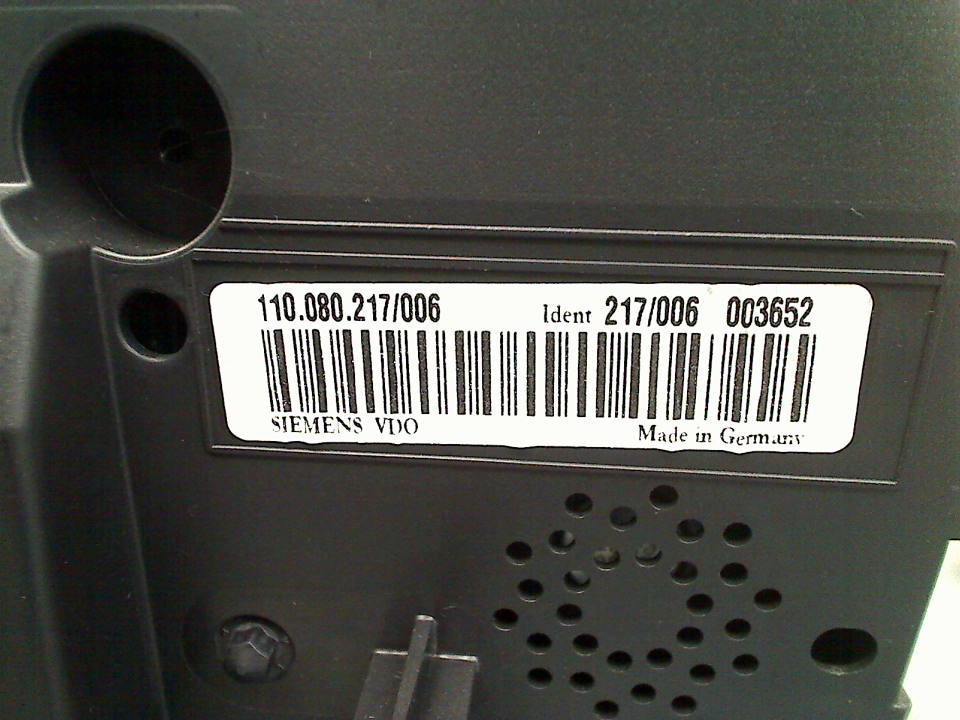 110.080.217/006 Ident 217/006 003652
SIEMENS VDO Made in Germany